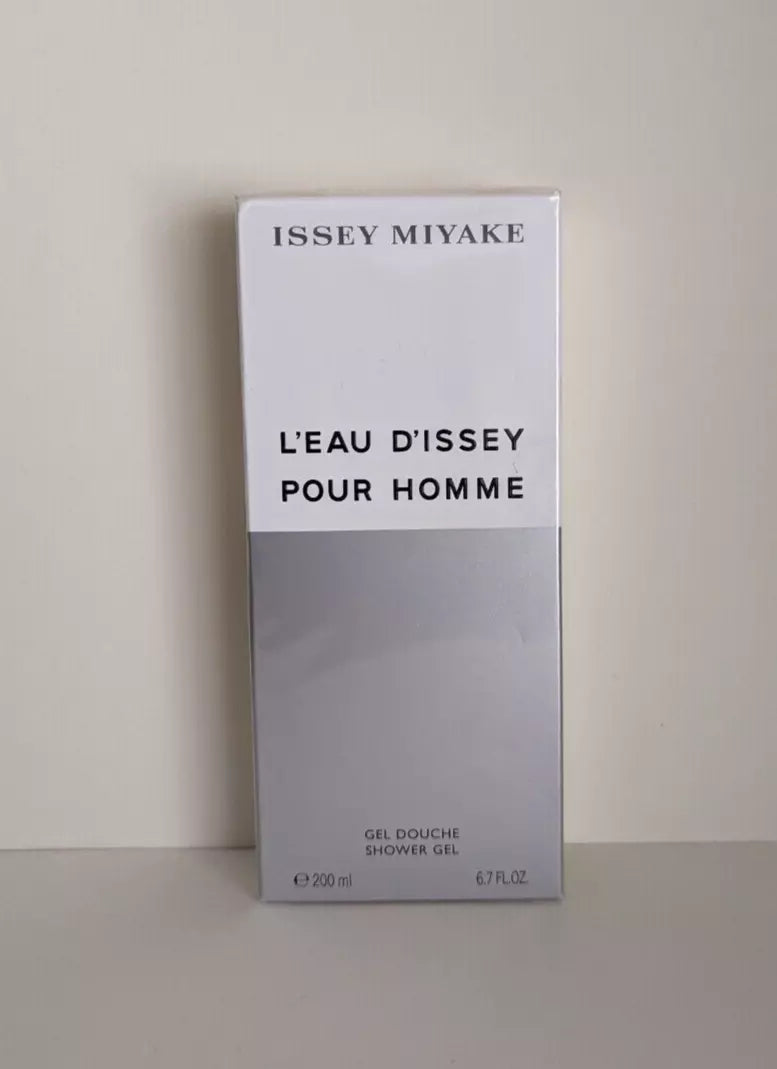 ISSEY MIYAKE
L'EAU D'ISSEY
POUR HOMME
GEL DOUCHE
SHOWER GEL
℮ 200 ml 6.7 FL.OZ.